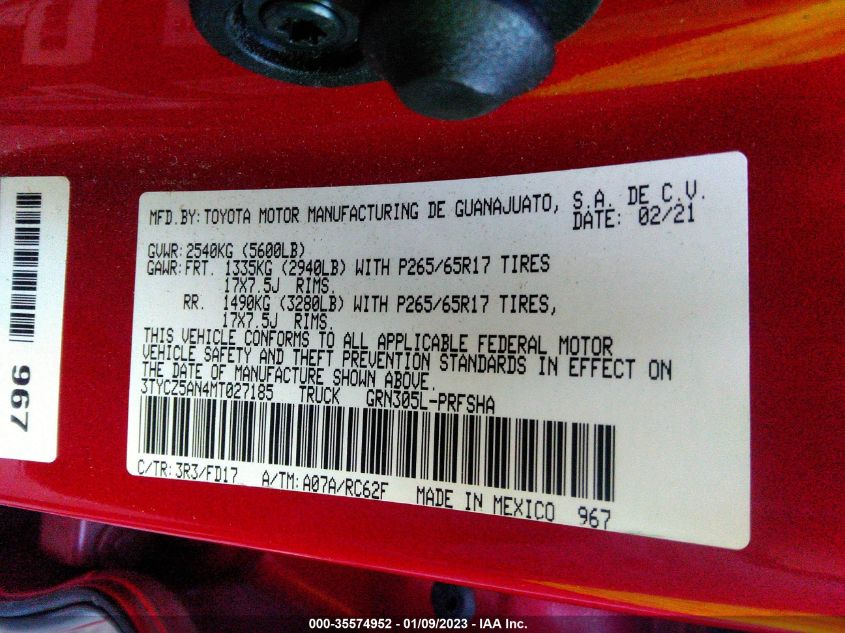 MFD.BY:TOYOTA MOTOR MANUFACTURING DE GUANAJUATO, S.A. DE C.V.
DATE: 02/21
GVWR:2540KG (5600LB)
GAWR:FRT. 1335KG (2940LB) WITH P265/65R17 TIRES
17X7.5J RIMS.
RR. 1490KG (3280LB) WITH P265/65R17 TIRES,
17X7.5J RIMS.
THIS VEHICLE CONFORMS TO ALL APPLICABLE FEDERAL MOTOR
VEHICLE SAFETY AND THEFT PREVENTION STANDARDS IN EFFECT ON
THE DATE OF MANUFACTURE SHOWN ABOVE.
3TYCZ5AN4MT027185 TRUCK GRN305L-PRFSHA
C/TR:3R3/FD17 A/TM:A07A/RC62F
MADE IN MEXICO 967
967
000-35574952 - 01/09/2023 - IAA Inc.